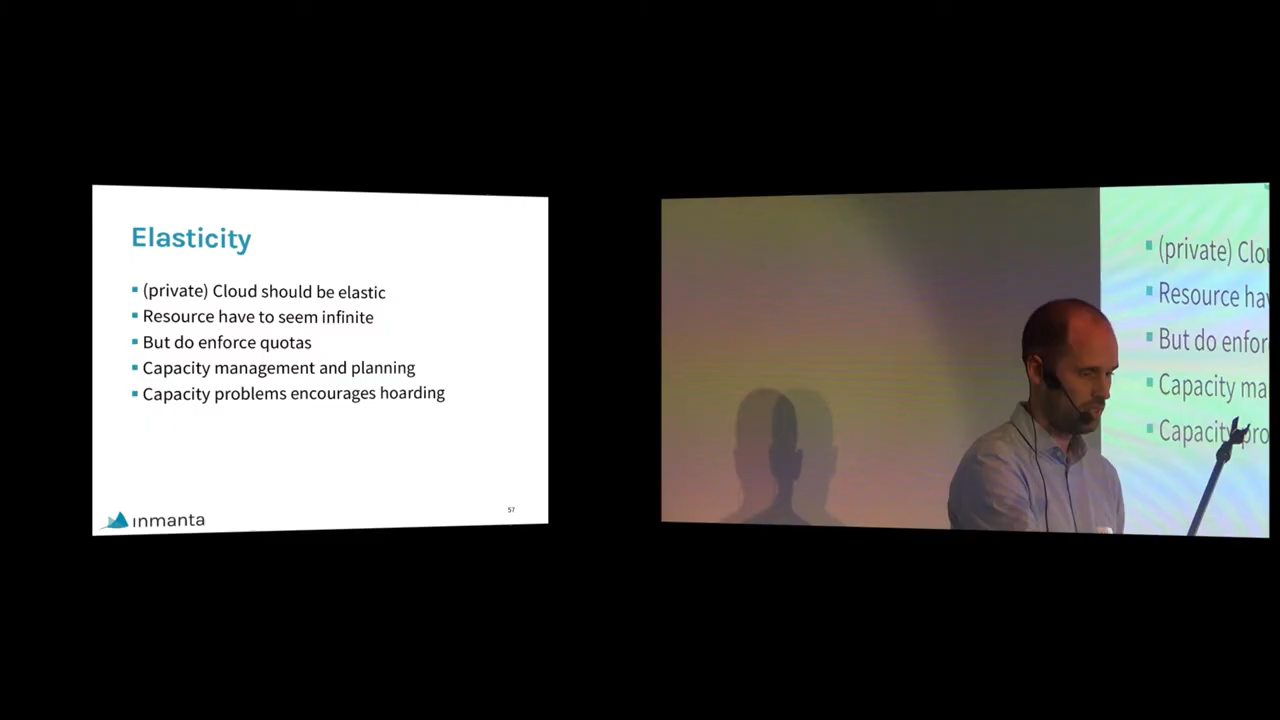 Elasticity
(private) Cloud should be elastic
Resource have to seem infinite
But do enforce quotas
Capacity management and planning
Capacity problems encourages hoarding
inmanta
57
(private) Clo
Resource ha
But do enfor
Capacity ma
Capacity pro